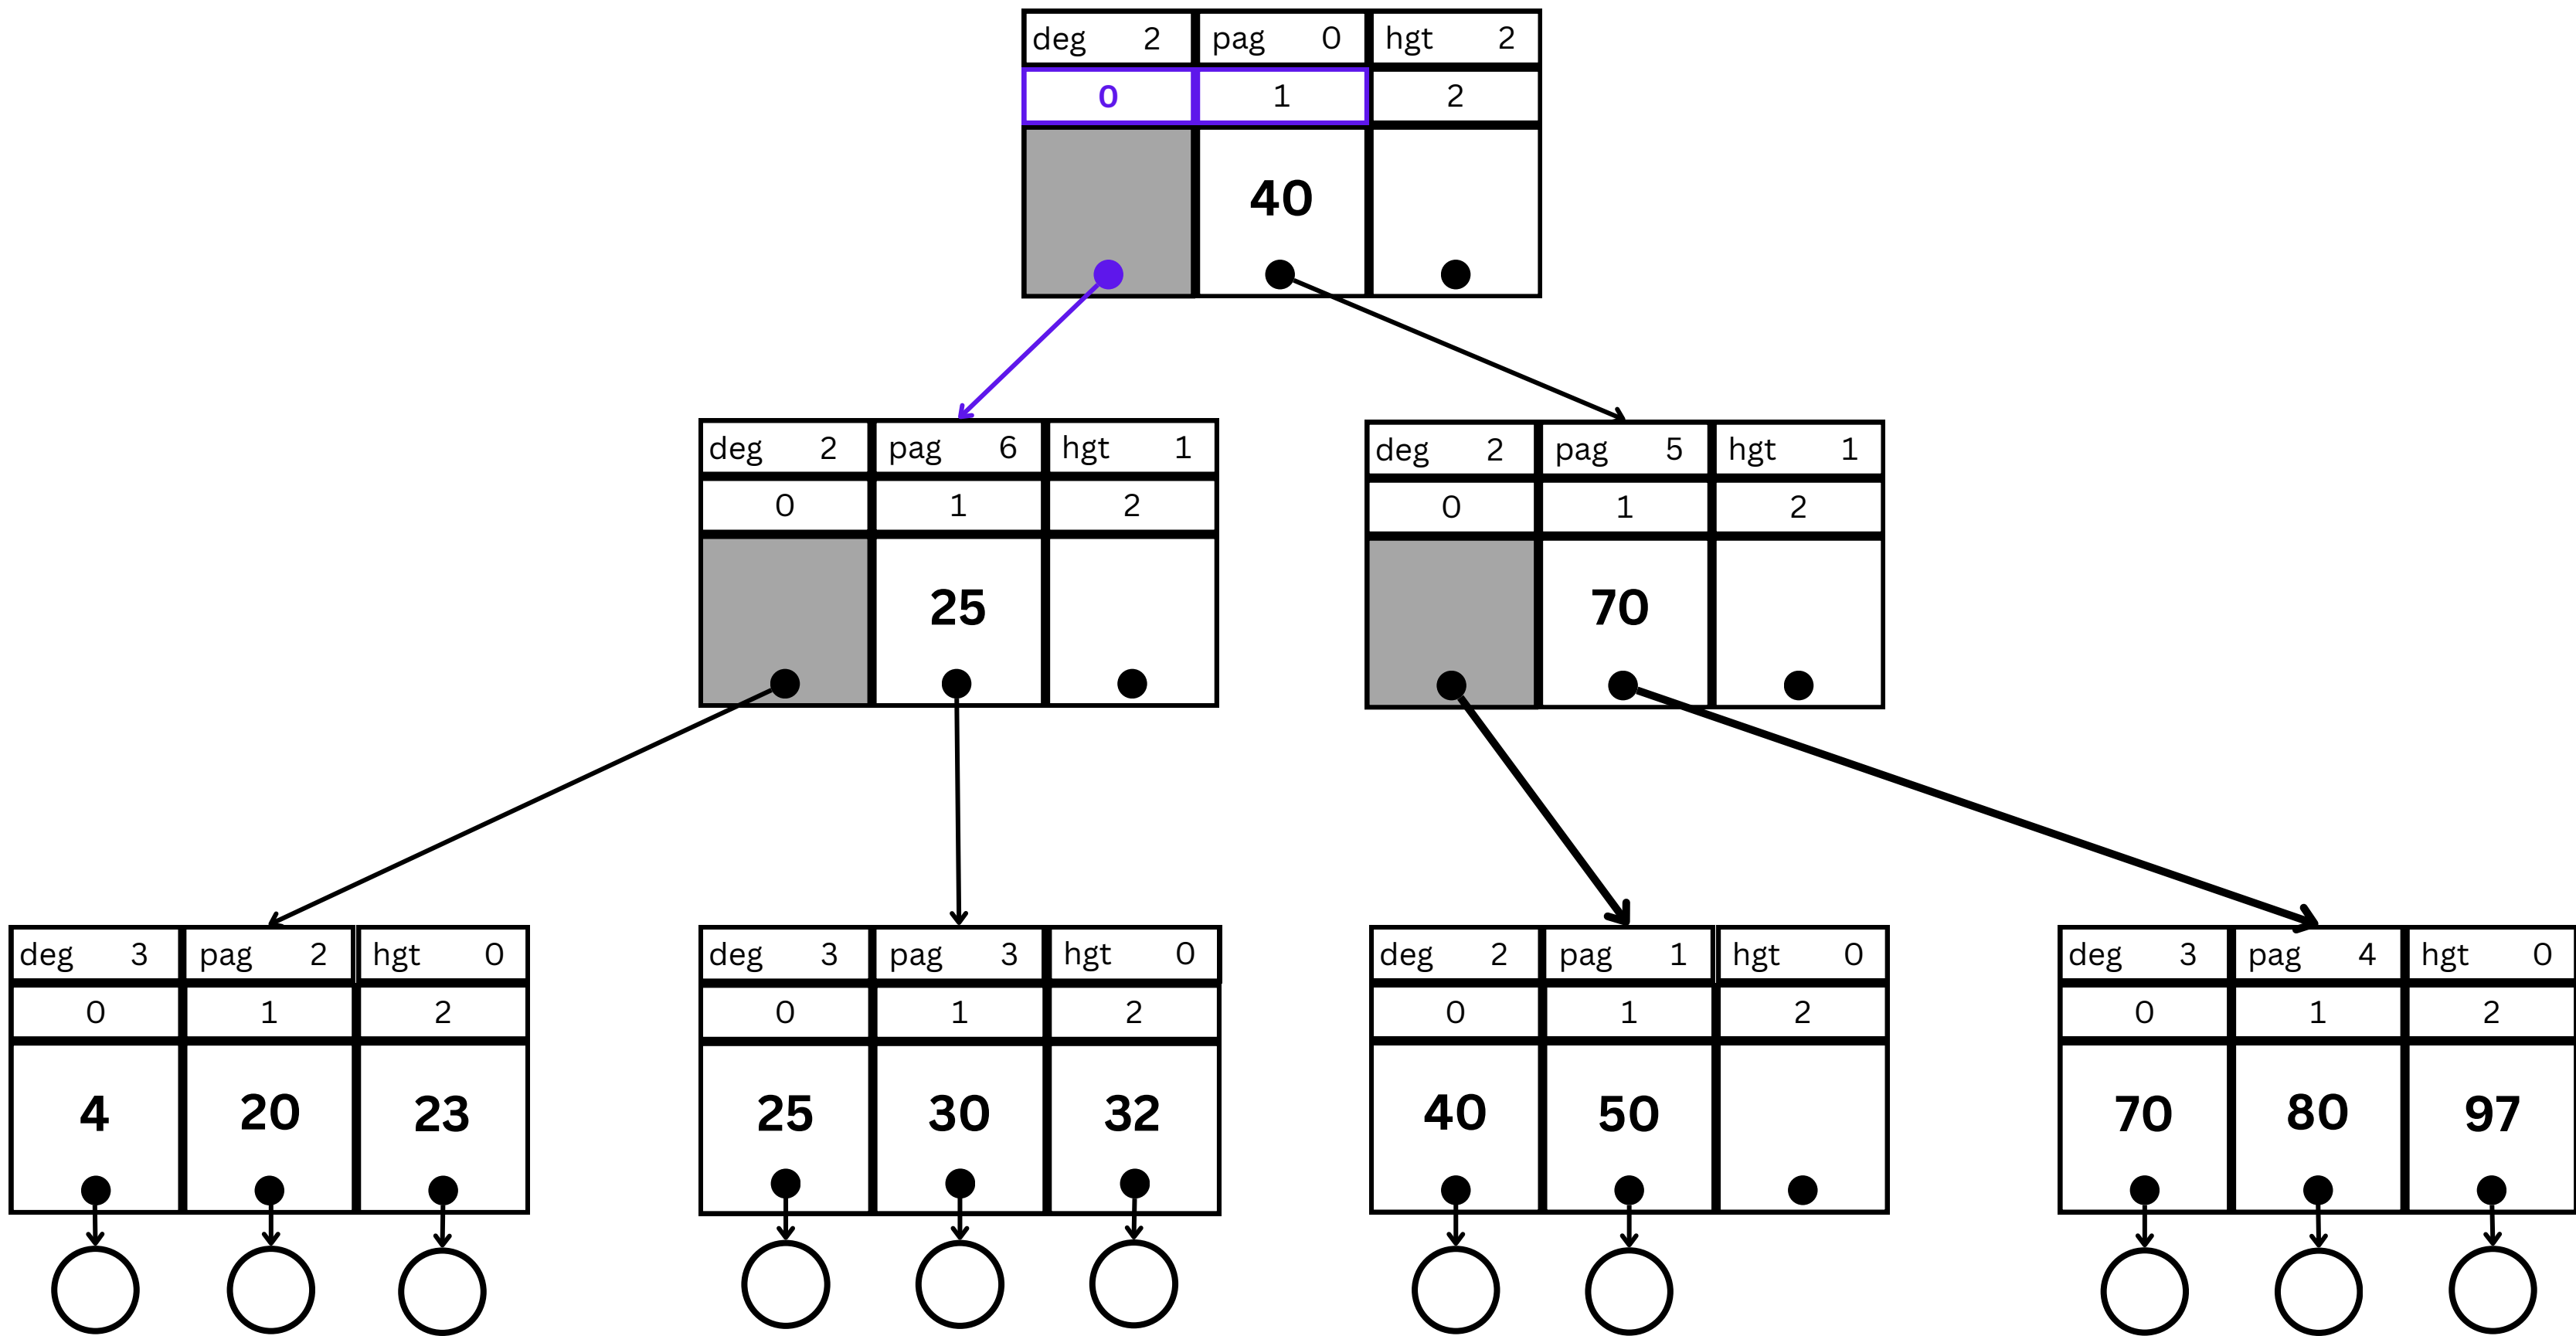 deg 2 pag 0 hgt 2
0 1 2
40
deg 2 pag 6 hgt 1
0 1 2
25
deg 2 pag 5 hgt 1
0 1 2
70
deg 3 pag 2 hgt 0
0 1 2
4 20 23
deg 3 pag 3 hgt 0
0 1 2
25 30 32
deg 2 pag 1 hgt 0
0 1 2
40 50
deg 3 pag 4 hgt 0
0 1 2
70 80 97